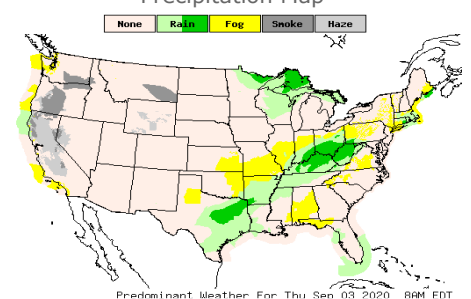 Precipitation Map
None Rain Fog Smoke Haze
Predominant Weather For Thu Sep 03 2020 8AM EDT